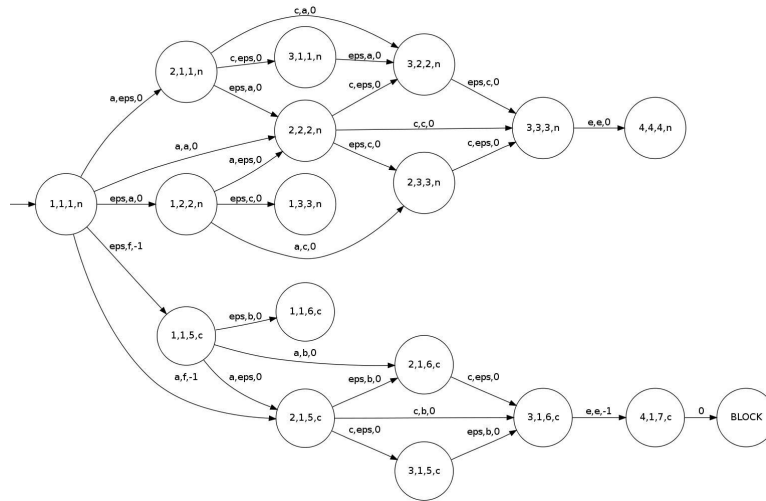 c,a,0
2,1,1,n
c,eps,0
3,1,1,n
eps,a,0
3,2,2,n
a,eps,0
eps,a,0
c,eps,0
eps,c,0
a,a,0
2,2,2,n
c,c,0
3,3,3,n
e,e,0
4,4,4,n
a,eps,0
eps,c,0
c,eps,0
2,3,3,n
1,1,1,n
eps,a,0
1,2,2,n
eps,c,0
1,3,3,n
a,c,0
eps,f,-1
1,1,5,c
eps,b,0
1,1,6,c
a,b,0
2,1,6,c
a,f,-1
a,eps,0
eps,b,0
c,eps,0
2,1,5,c
c,b,0
3,1,6,c
e,e,-1
4,1,7,c
0
BLOCK
c,eps,0
eps,b,0
3,1,5,c